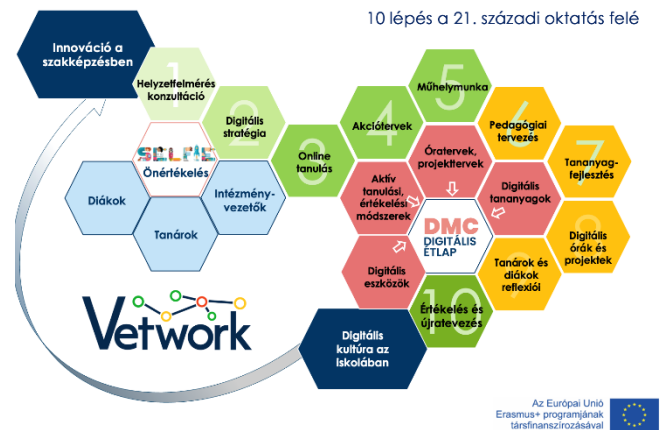 10 lépés a 21. századi oktatás felé
Innováció a
szakképzésben
1
Helyzetfelmérés
konzultáció
2
Digitális
stratégia
SELFIE
Önértékelés
Diákok
Tanárok
Intézmény-
vezetők
3
Online
tanulás
4
Akciótervek
5
Műhelymunka
6
Pedagógiai
tervezés
7
Tananyag-
fejlesztés
8
Digitális
órák és
projektek
9
Tanárok és
diákok
reflexiói
10
Értékelés és
újratevezés
Óratervek,
projekttervek
Aktív
tanulási,
értékelési
módszerek
Digitális
tananyagok
DMC
DIGITÁLIS
ÉTLAP
Digitális
eszközök
Digitális
kultúra az
iskolában
Vetwork
Az Európai Unió
Erasmus+ programjának
társfinanszírozásával